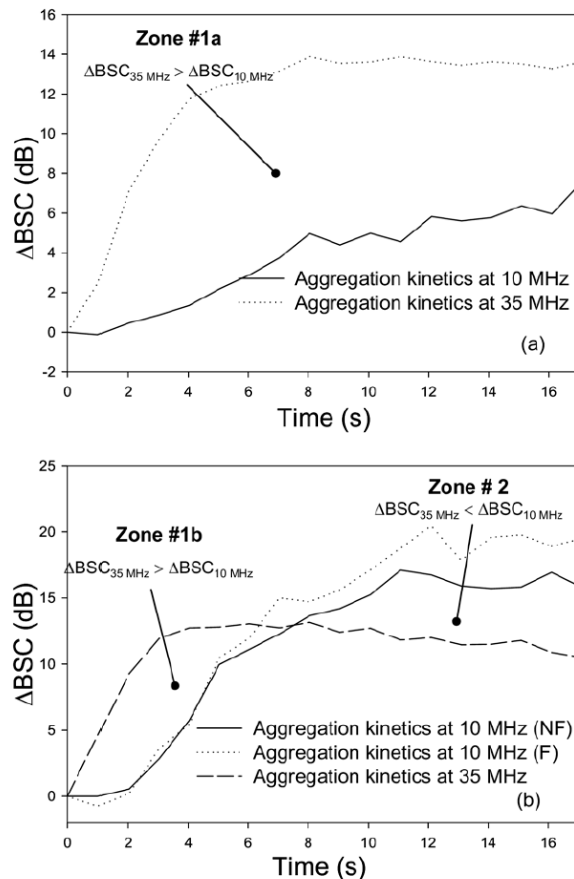 16
14
12
10
8
6
4
2
0
-2
ΔBSC (dB)
Zone #1a
ΔBSC35 MHz > ΔBSC10 MHz
Aggregation kinetics at 10 MHz
Aggregation kinetics at 35 MHz
(a)
0 2 4 6 8 10 12 14 16
Time (s)
25
20
15
10
5
0
ΔBSC (dB)
Zone # 2
ΔBSC35 MHz < ΔBSC10 MHz
Zone #1b
ΔBSC35 MHz > ΔBSC10 MHz
Aggregation kinetics at 10 MHz (NF)
Aggregation kinetics at 10 MHz (F)
Aggregation kinetics at 35 MHz
(b)
0 2 4 6 8 10 12 14 16
Time (s)